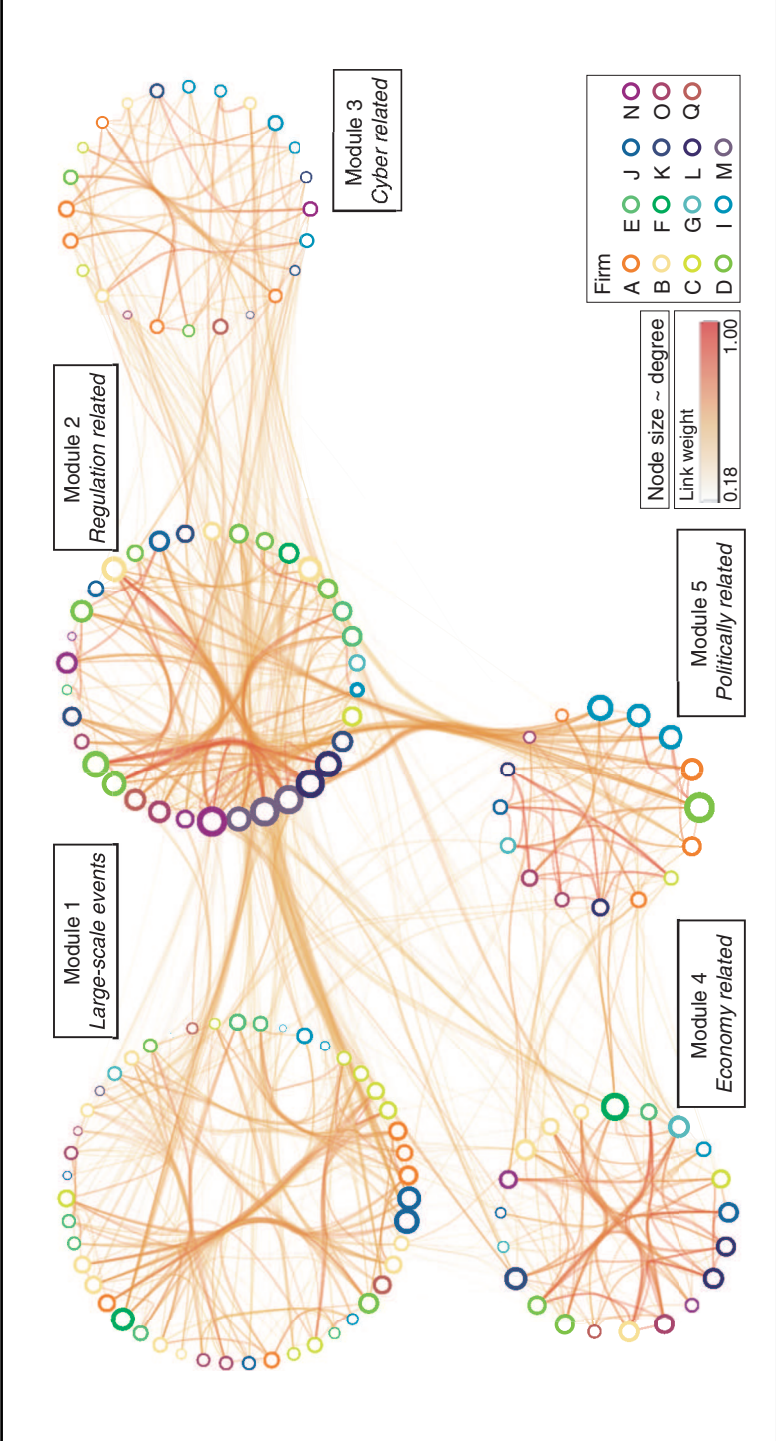 Module 1
Large-scale events
Module 2
Regulation related
Module 3
Cyber related
Module 4
Economy related
Module 5
Politically related
Node size ~ degree
Link weight
0.18 1.00
Firm
A E J N
B F K O
C G L Q
D I M